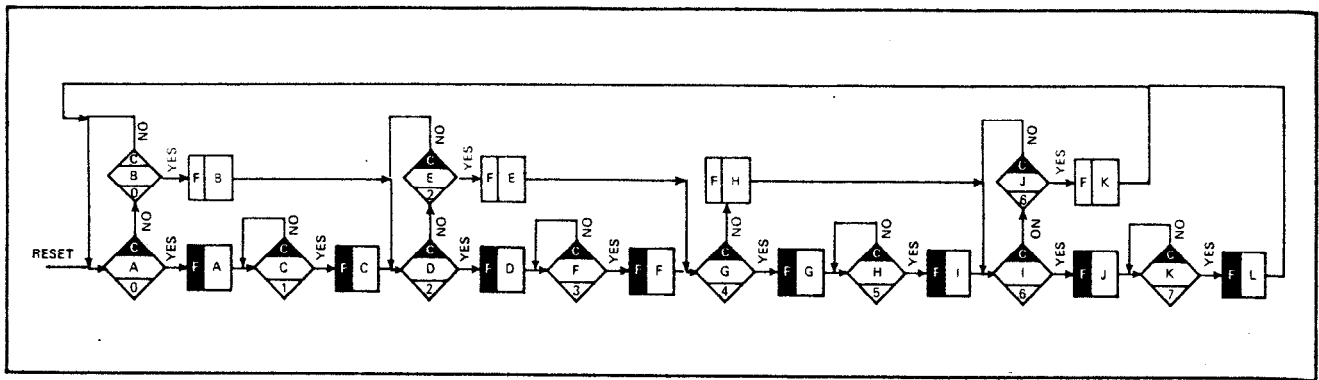 NO NO NO
C YES F B C YES F E F H C YES F K
B E J
0 2 6
NO NO NO NO NO NO NO NO
RESET C YES F A C YES F C C YES F D C YES F F C YES F G C YES F I C YES F J C YES F L
A C D F G H I K
0 1 2 3 4 5 6 7